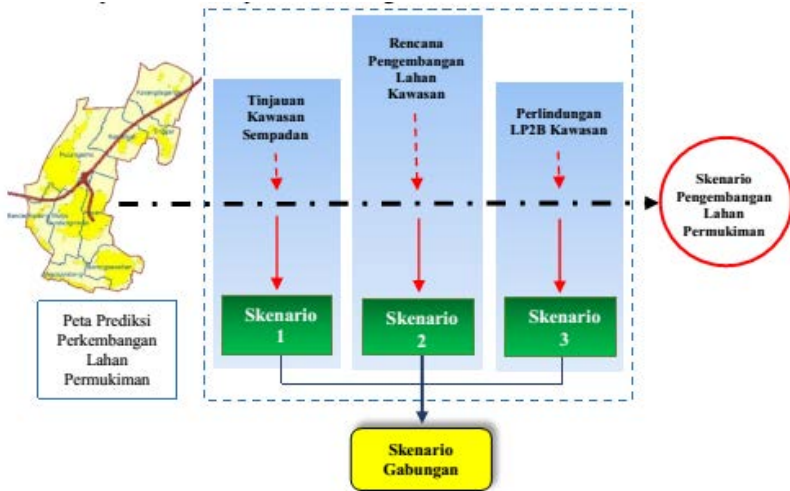 Tinjauan
Kawasan
Sempadan
Rencana
Pengembangan
Lahan
Kawasan
Perlindungan
LP2B Kawasan
Skenario
Pengembangan
Lahan
Permukiman
Peta Prediksi
Perkembangan
Lahan
Permukiman
Skenario
1
Skenario
2
Skenario
3
Skenario
Gabungan